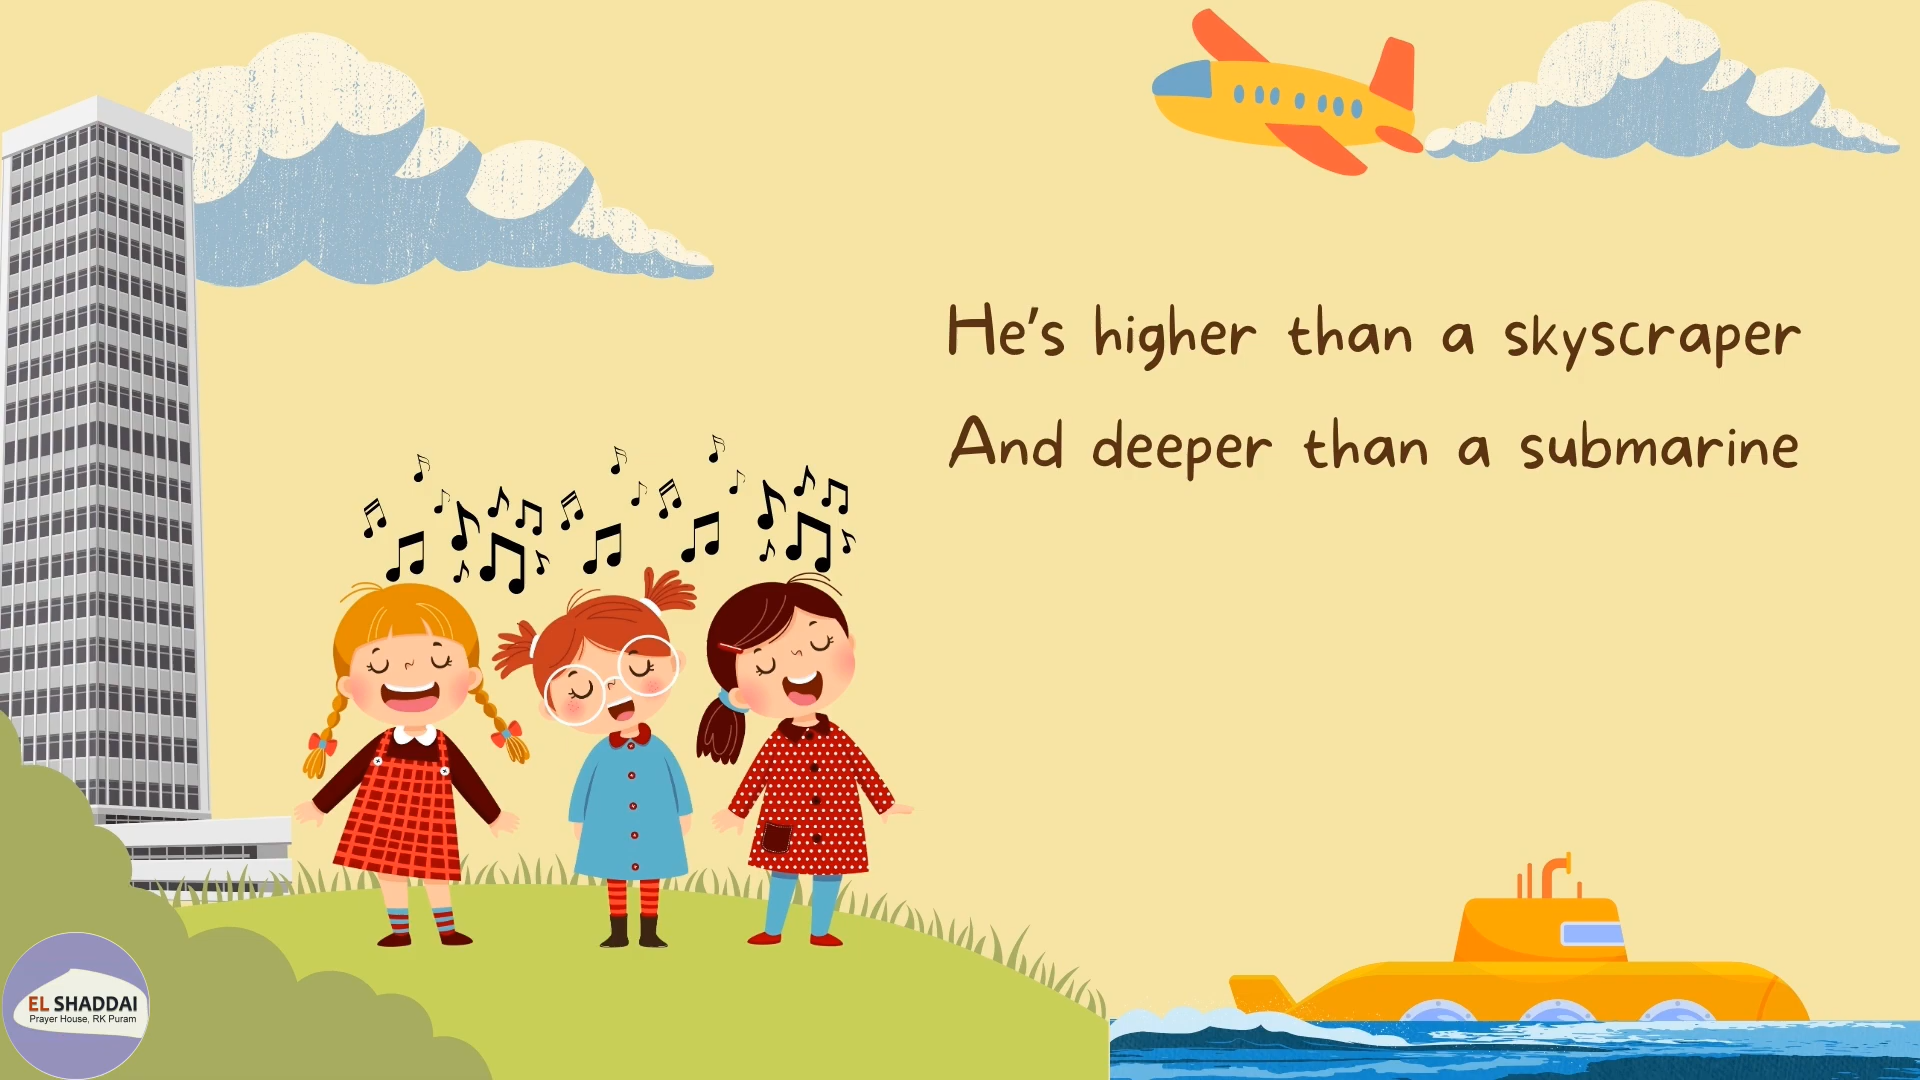 He's higher than a skyscraper
And deeper than a submarine
EL SHADDAI
Prayer House, RK Puram